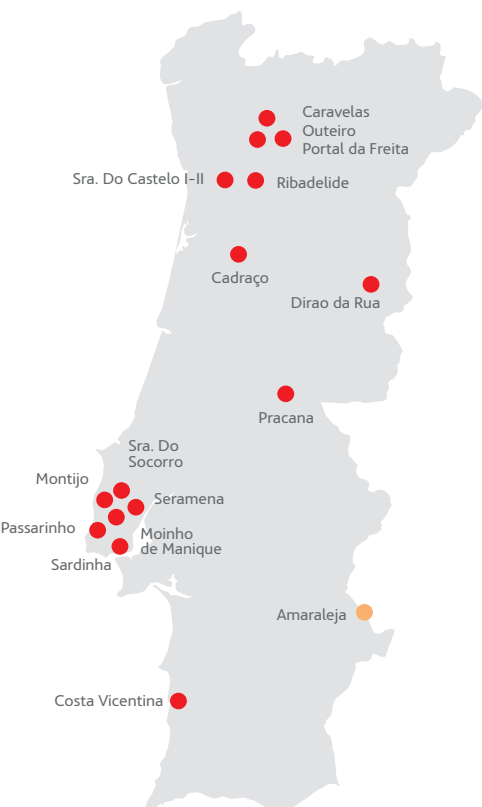 Caravelas
Outeiro
Portal da Freita
Sra. Do Castelo I-II
Ribadelide
Cadraço
Dirao da Rua
Pracana
Sra. Do
Socorro
Montijo
Seramena
Passarinho
Moinho
de Manique
Sardinha
Amaraleja
Costa Vicentina